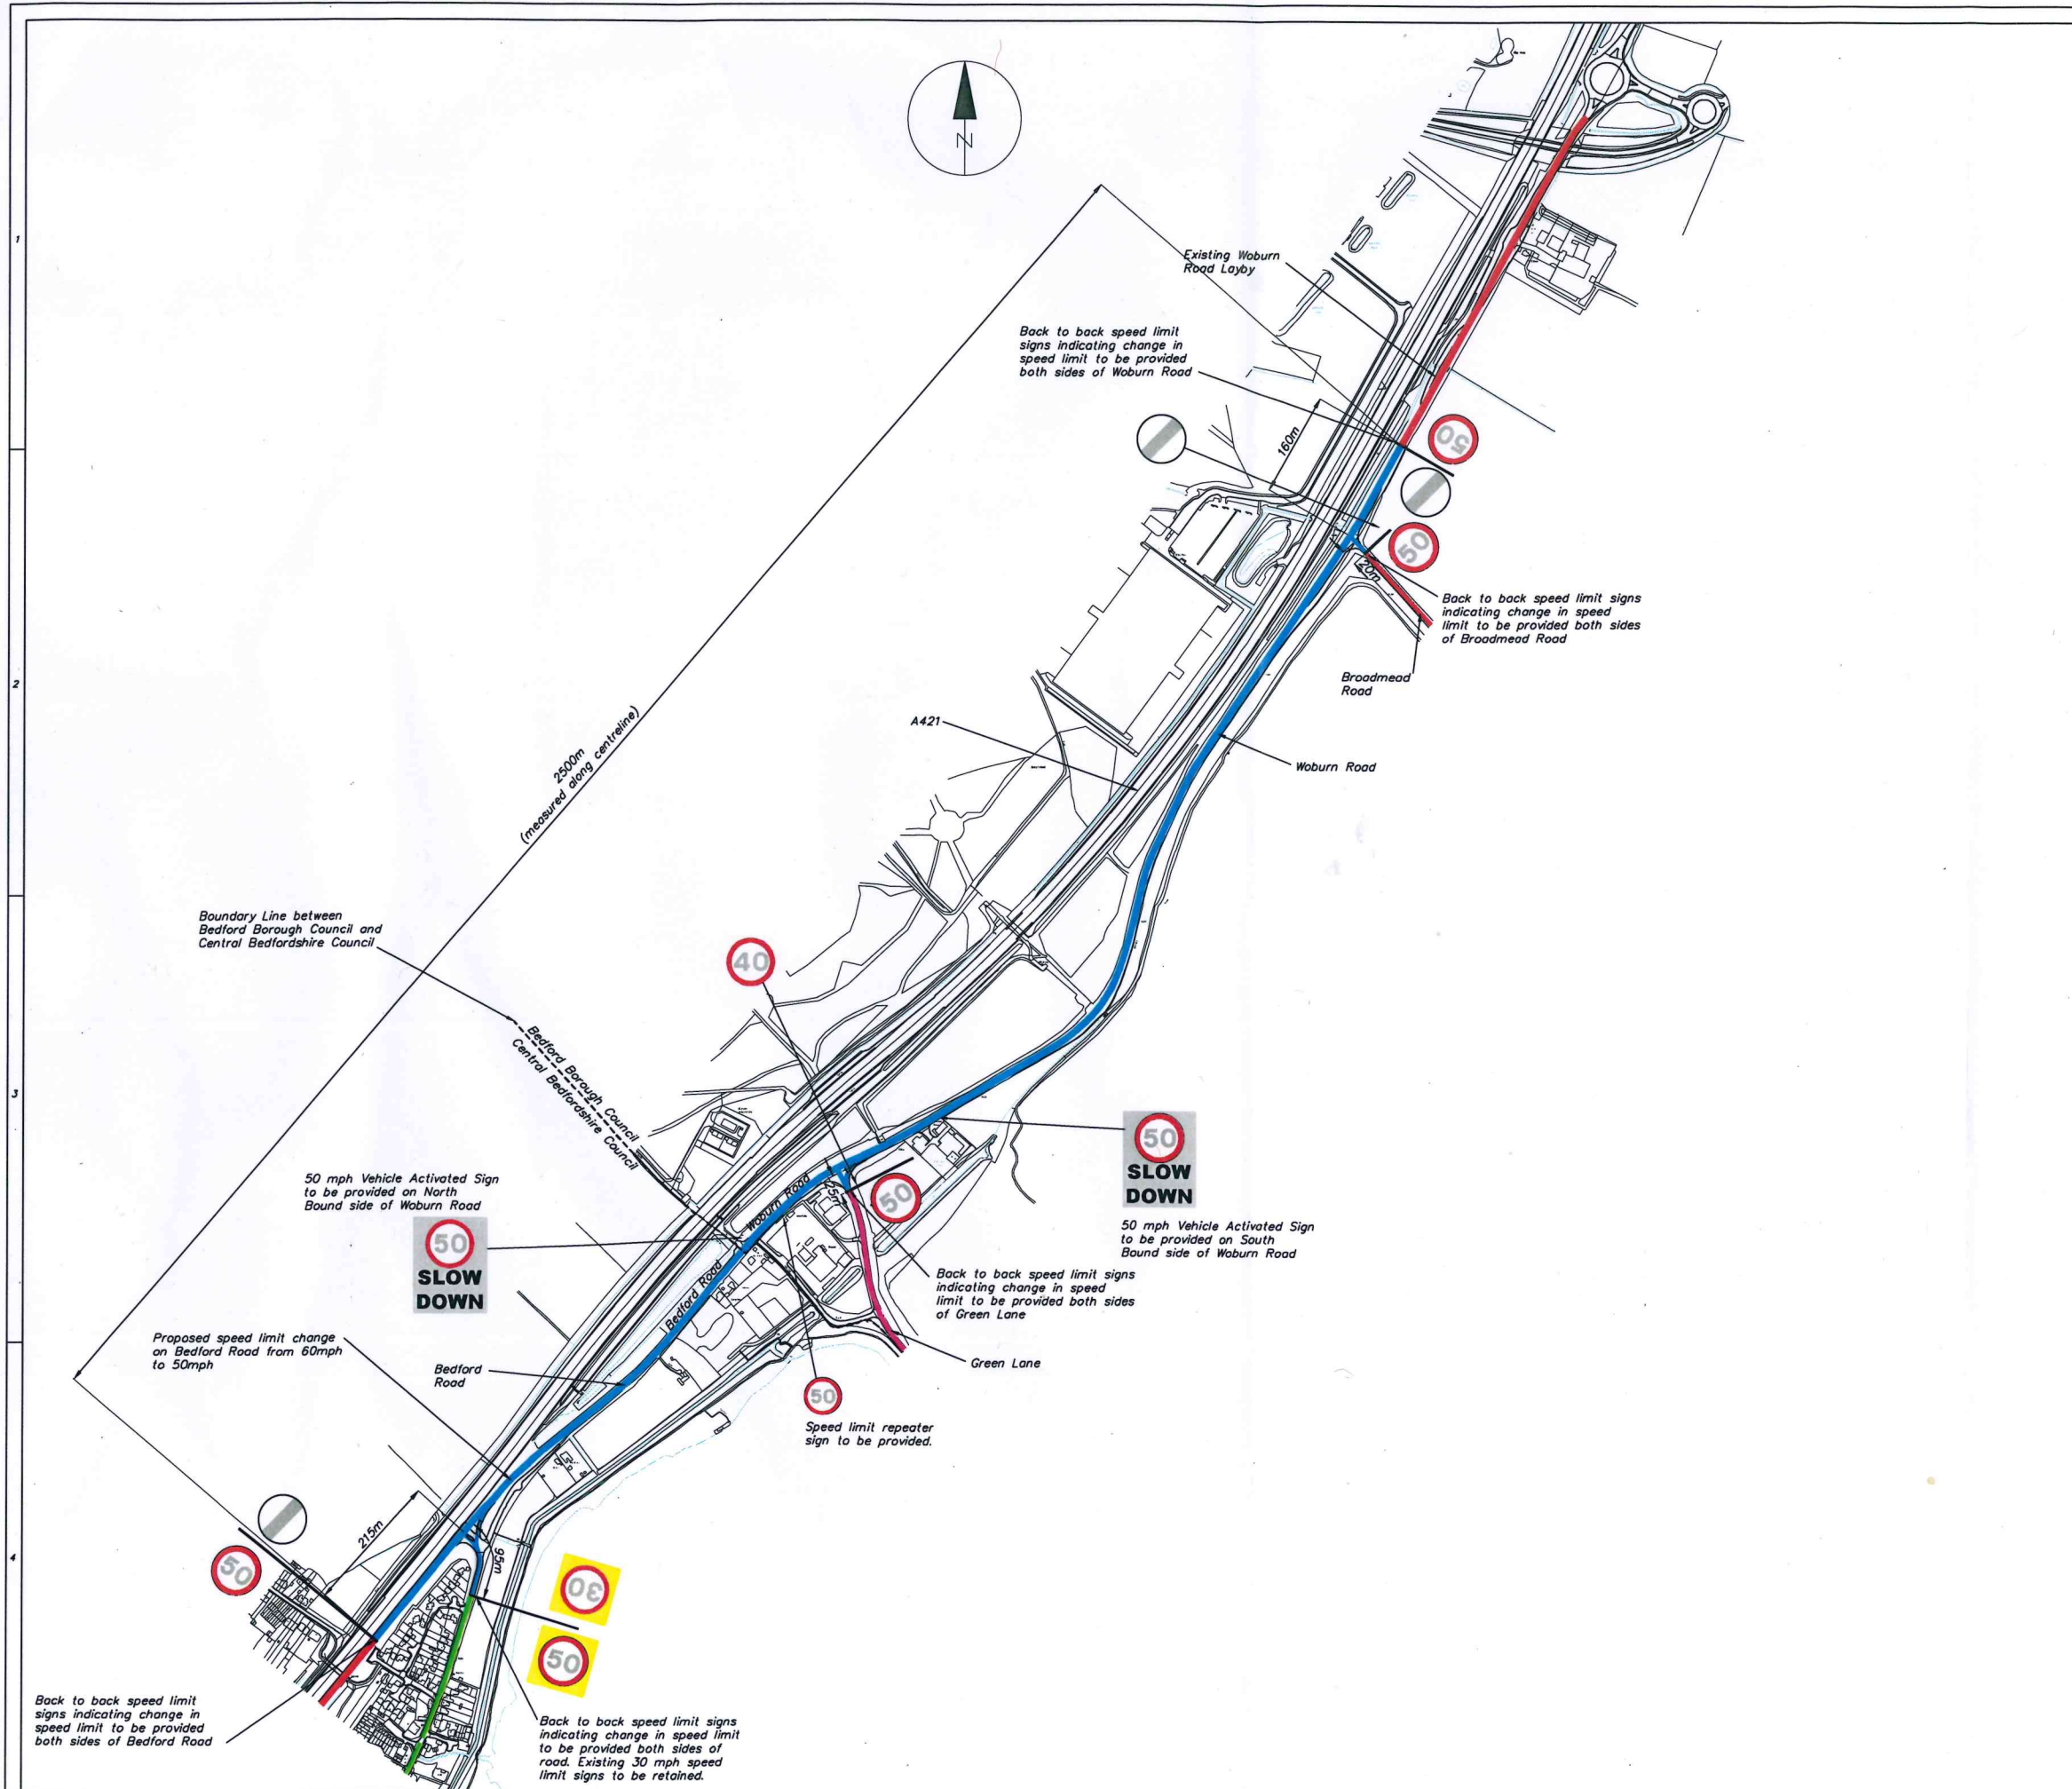 N
1
2
3
4
Existing Woburn
Road Layby
Back to back speed limit
signs indicating change in
speed limit to be provided
both sides of Woburn Road
160m
50
50
20m
Back to back speed limit signs
indicating change in speed
limit to be provided both sides
of Broadmead Road
Broadmead
Road
A421
Woburn Road
2500m
(measured along centreline)
Boundary Line between
Bedford Borough Council and
Central Bedfordshire Council
Bedford Borough Council
Central Bedfordshire Council
40
50
SLOW
DOWN
50 mph Vehicle Activated Sign
to be provided on South
Bound side of Woburn Road
50 mph Vehicle Activated Sign
to be provided on North
Bound side of Woburn Road
50
SLOW
DOWN
Woburn Road
25m
50
Back to back speed limit signs
indicating change in speed
limit to be provided both sides
of Green Lane
Green Lane
Bedford Road
Proposed speed limit change
on Bedford Road from 60mph
to 50mph
Bedford
Road
50
Speed limit repeater
sign to be provided.
215m
95m
50
30
50
Back to back speed limit
signs indicating change in
speed limit to be provided
both sides of Bedford Road
Back to back speed limit signs
indicating change in speed limit
to be provided both sides of
road. Existing 30 mph speed
limit signs to be retained.